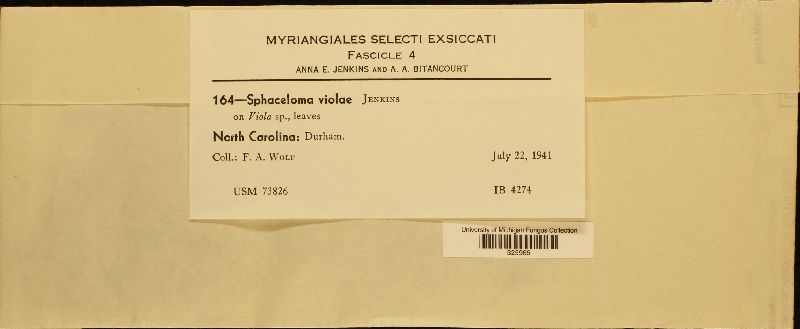 MYRIANGIALES SELECTI EXSICCATI
FASCICLE 4
ANNA E. JENKINS AND A. A. BITANCOURT
164—Sphaceloma violae JENKINS
on Viola sp., leaves
North Carolina: Durham.
Coll.: F. A. WOLF
July 22, 1941
USM 73826
IB 4274
University of Michigan Fungus Collection
325965